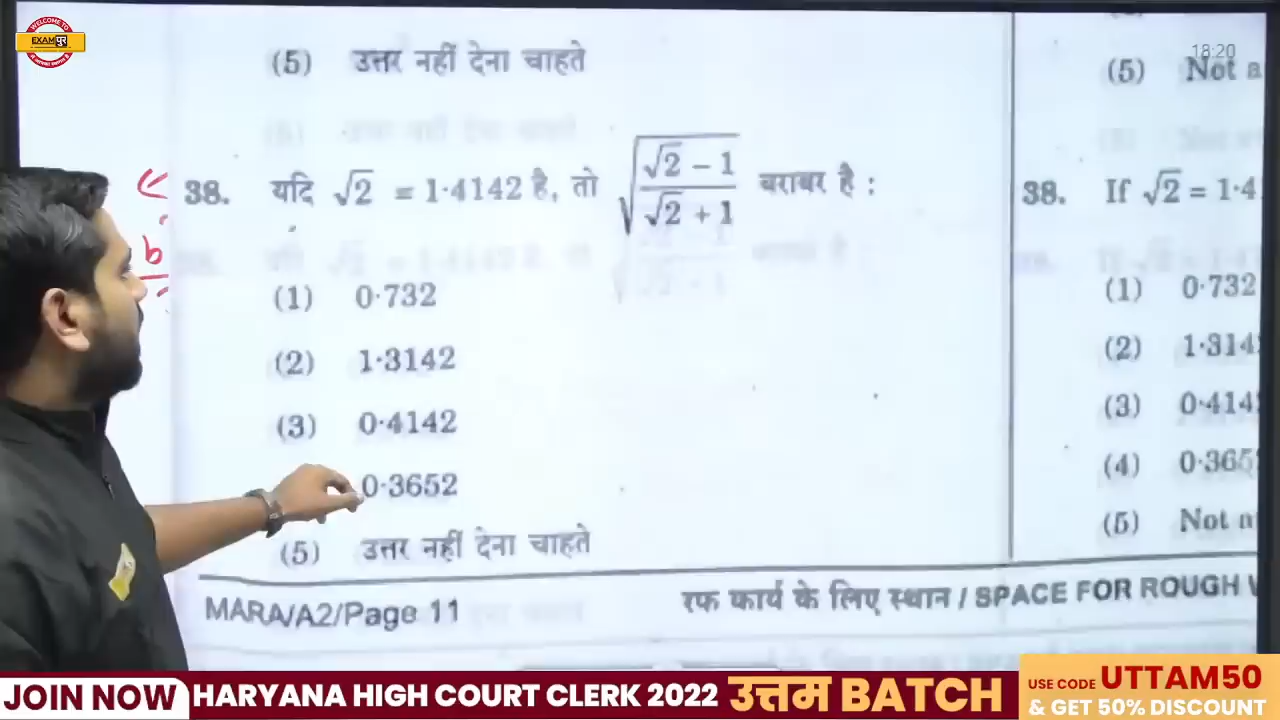 WELCOME TO
EXAMपुर
18:20
(5) उत्तर नहीं देना चाहते
(5) Not a
38. यदि √2 = 1·4142 है, तो √((√2 − 1)/(√2 + 1)) बराबर है :
(1) 0·732
(2) 1·3142
(3) 0·4142
0·3652
(5) उत्तर नहीं देना चाहते
38. If √2 = 1·4
(1) 0·732
(2) 1·314
(3) 0·414
(4) 0·365
(5) Not a
b
MARA/A2/Page 11
रफ कार्य के लिए स्थान / SPACE FOR ROUGH
JOIN NOW HARYANA HIGH COURT CLERK 2022 उत्तम BATCH
USE CODE UTTAM50
& GET 50% DISCOUNT